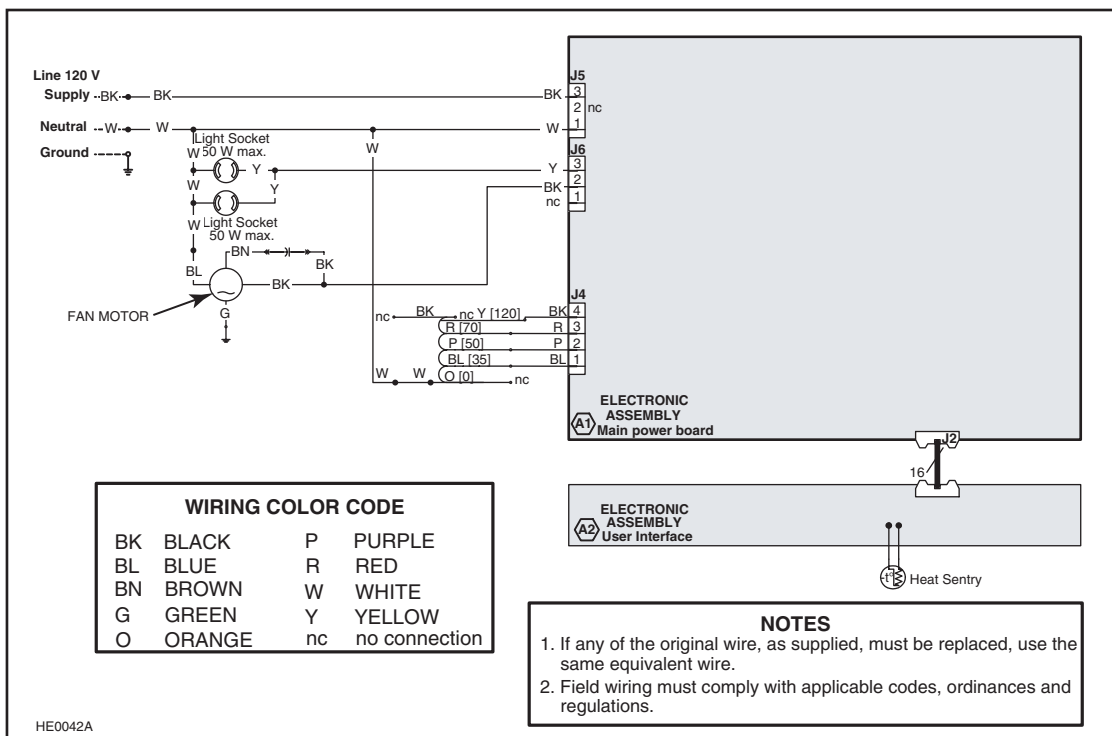 Line 120 V
Supply BK BK BK BK
J5
3
2 nc
1
Neutral W W W
Ground
Light Socket
50 W max.
W
W
J6
3
2
1
Y Y
BK
nc
W
Y
W
Light Socket
50 W max.
BN
BK
BL
BK
FAN MOTOR
G
J4
nc BK nc Y [120] BK 4
R [70] R 3
P [50] P 2
BL [35] BL 1
W W O [0] nc
ELECTRONIC
ASSEMBLY
A1 Main power board
J2
16
ELECTRONIC
ASSEMBLY
A2 User Interface
-t° Heat Sentry
WIRING COLOR CODE
BK BLACK P PURPLE
BL BLUE R RED
BN BROWN W WHITE
G GREEN Y YELLOW
O ORANGE nc no connection
NOTES
1. If any of the original wire, as supplied, must be replaced, use the
same equivalent wire.
2. Field wiring must comply with applicable codes, ordinances and
regulations.
HE0042A